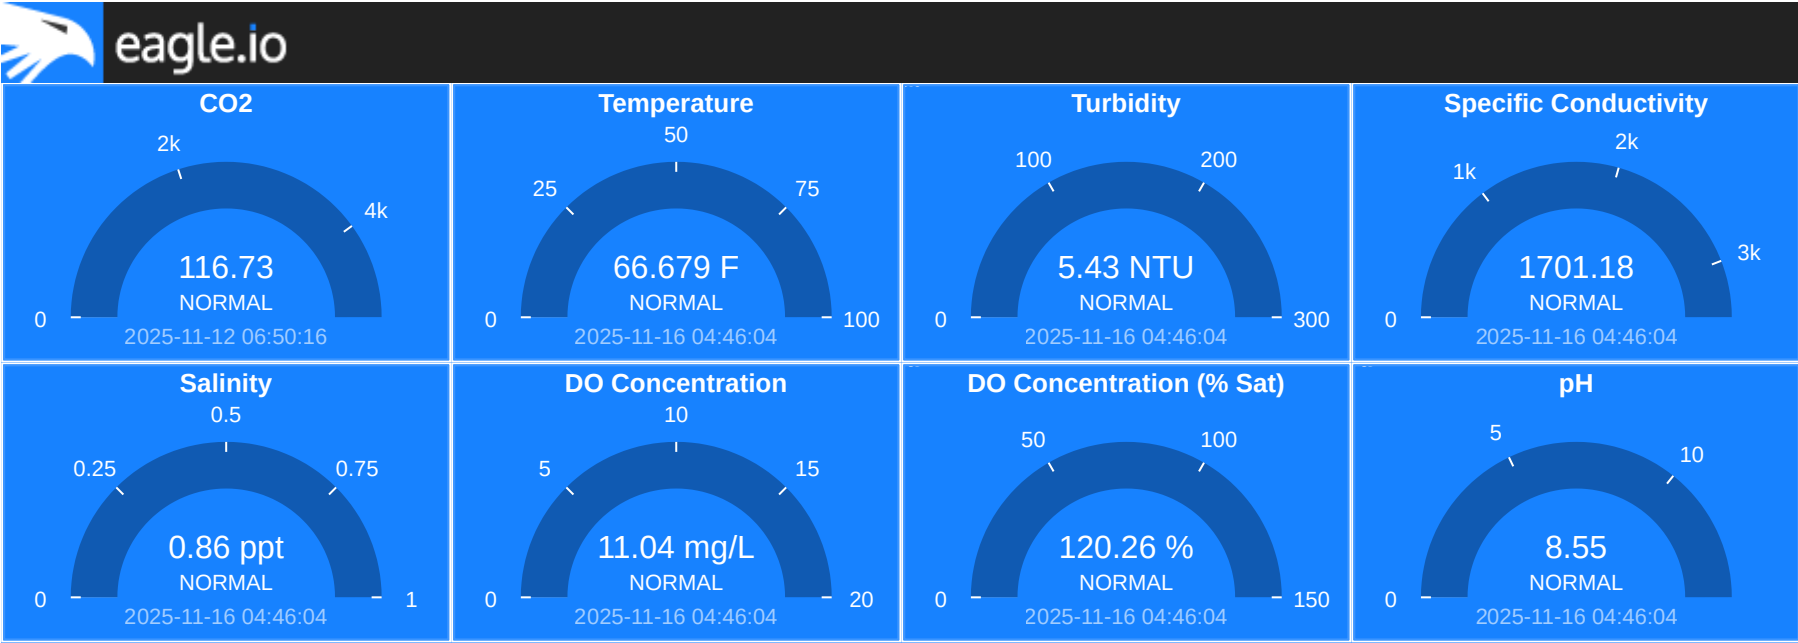 eagle.io
CO2
2k
4k
116.73
NORMAL
0
2025-11-12 06:50:16
Temperature
50
25
75
66.679 F
NORMAL
0
100
2025-11-16 04:46:04
Turbidity
100
200
5.43 NTU
NORMAL
0
300
2025-11-16 04:46:04
Specific Conductivity
2k
1k
3k
1701.18
NORMAL
0
2025-11-16 04:46:04
Salinity
0.5
0.25
0.75
0.86 ppt
NORMAL
0
1
2025-11-16 04:46:04
DO Concentration
10
5
15
11.04 mg/L
NORMAL
0
20
2025-11-16 04:46:04
DO Concentration (% Sat)
50
100
120.26 %
NORMAL
0
150
2025-11-16 04:46:04
pH
5
10
8.55
NORMAL
0
2025-11-16 04:46:04